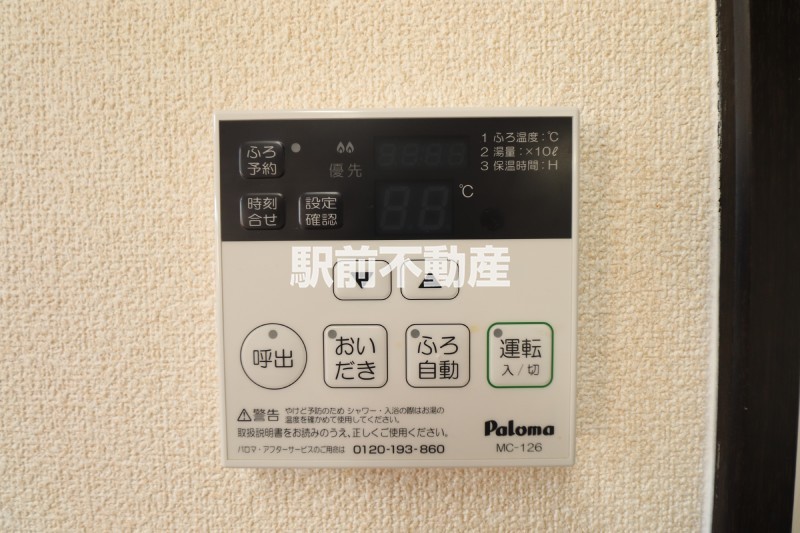 ふろ
予約
優先
1 ふろ温度:℃
2 湯量:×10ℓ
3 保温時間:H
時刻
合せ
設定
確認
88
℃
駅前不動産
呼出
おい
だき
ふろ
自動
運転
入/切
⚠警告 やけど予防のため シャワー・入浴の際はお湯の
温度を確かめて使用してください。
取扱説明書をお読みのうえ、正しくご使用ください。
パロマ・アフターサービスのご用命は 0120-193-860
Paloma
MC-126